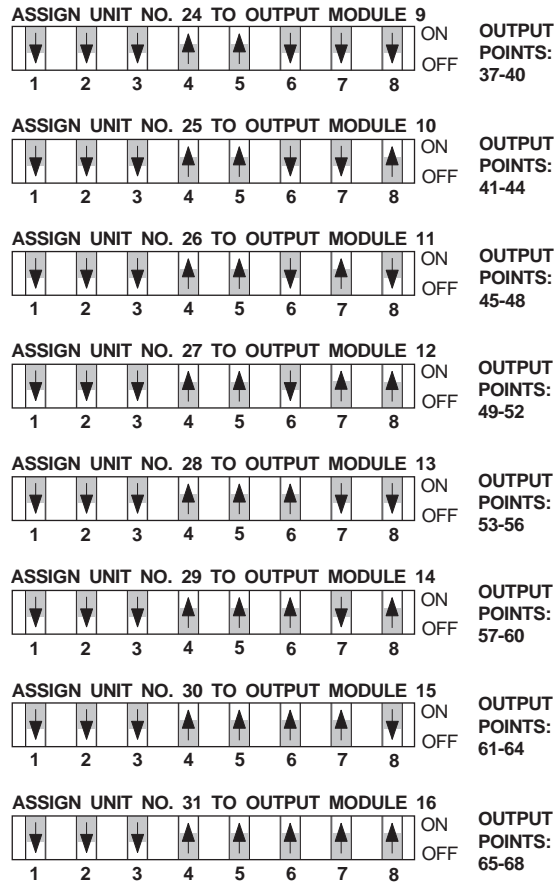 ASSIGN UNIT NO. 24 TO OUTPUT MODULE 9
ON
OFF
1 2 3 4 5 6 7 8
OUTPUT
POINTS:
37-40
ASSIGN UNIT NO. 25 TO OUTPUT MODULE 10
ON
OFF
1 2 3 4 5 6 7 8
OUTPUT
POINTS:
41-44
ASSIGN UNIT NO. 26 TO OUTPUT MODULE 11
ON
OFF
1 2 3 4 5 6 7 8
OUTPUT
POINTS:
45-48
ASSIGN UNIT NO. 27 TO OUTPUT MODULE 12
ON
OFF
1 2 3 4 5 6 7 8
OUTPUT
POINTS:
49-52
ASSIGN UNIT NO. 28 TO OUTPUT MODULE 13
ON
OFF
1 2 3 4 5 6 7 8
OUTPUT
POINTS:
53-56
ASSIGN UNIT NO. 29 TO OUTPUT MODULE 14
ON
OFF
1 2 3 4 5 6 7 8
OUTPUT
POINTS:
57-60
ASSIGN UNIT NO. 30 TO OUTPUT MODULE 15
ON
OFF
1 2 3 4 5 6 7 8
OUTPUT
POINTS:
61-64
ASSIGN UNIT NO. 31 TO OUTPUT MODULE 16
ON
OFF
1 2 3 4 5 6 7 8
OUTPUT
POINTS:
65-68